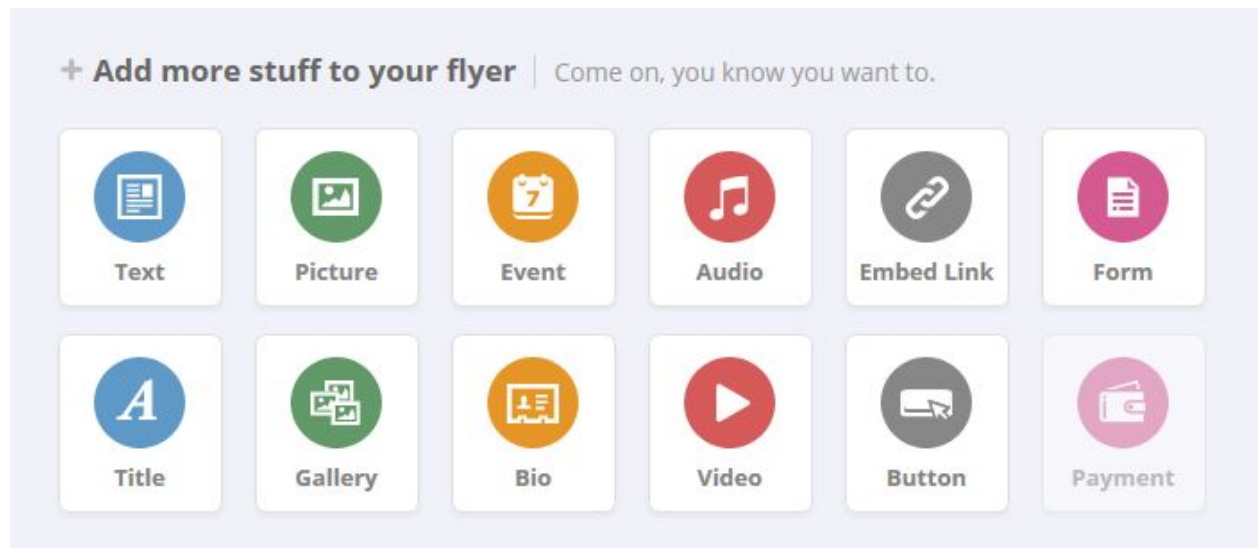 + Add more stuff to your flyer | Come on, you know you want to.
7
Text Picture Event Audio Embed Link Form
A
Title Gallery Bio Video Button Payment